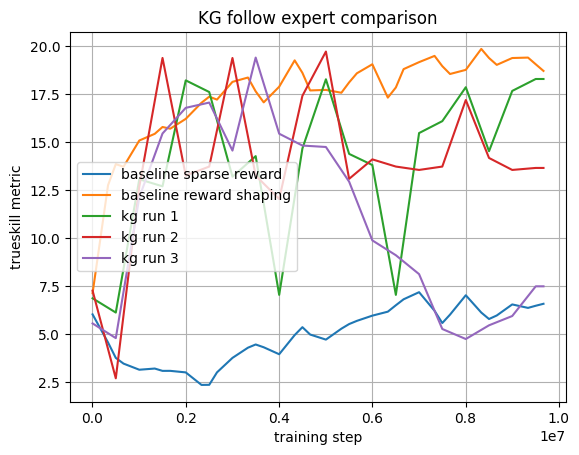 KG follow expert comparison
trueskill metric
20.0
17.5
15.0
12.5
10.0
7.5
5.0
2.5
baseline sparse reward
baseline reward shaping
kg run 1
kg run 2
kg run 3
0.0 0.2 0.4 0.6 0.8 1.0
1e7
training step